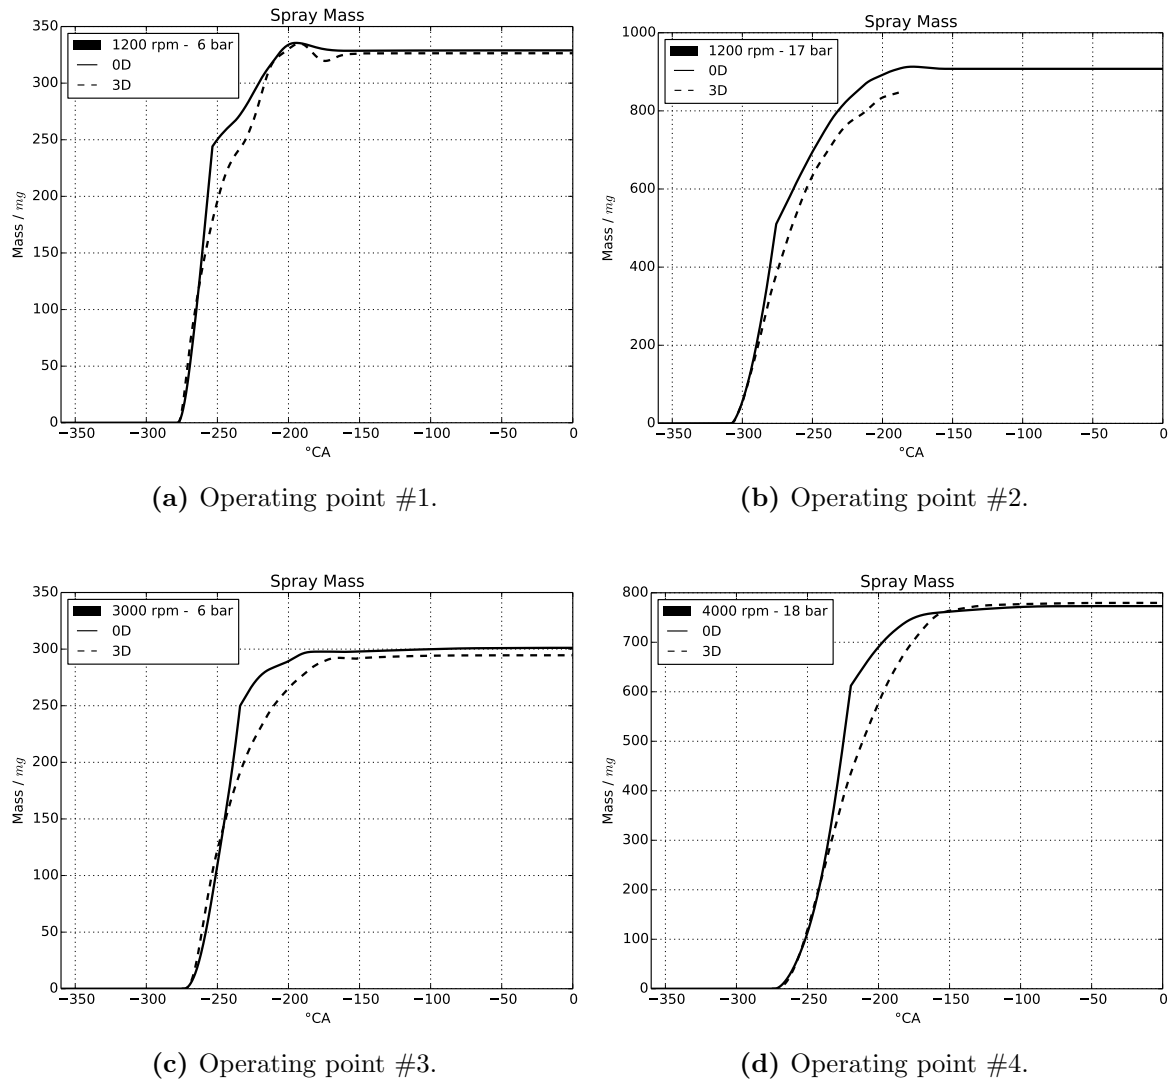 Spray Mass
350
300
250
200
150
100
50
0
Mass / mg
1200 rpm -  6 bar
0D
3D
−350 −300 −250 −200 −150 −100 −50 0
°CA
(a) Operating point #1.
Spray Mass
1000
800
600
400
200
0
Mass / mg
1200 rpm - 17 bar
0D
3D
−350 −300 −250 −200 −150 −100 −50 0
°CA
(b) Operating point #2.
Spray Mass
350
300
250
200
150
100
50
0
Mass / mg
3000 rpm -  6 bar
0D
3D
−350 −300 −250 −200 −150 −100 −50 0
°CA
(c) Operating point #3.
Spray Mass
800
700
600
500
400
300
200
100
0
Mass / mg
4000 rpm - 18 bar
0D
3D
−350 −300 −250 −200 −150 −100 −50 0
°CA
(d) Operating point #4.